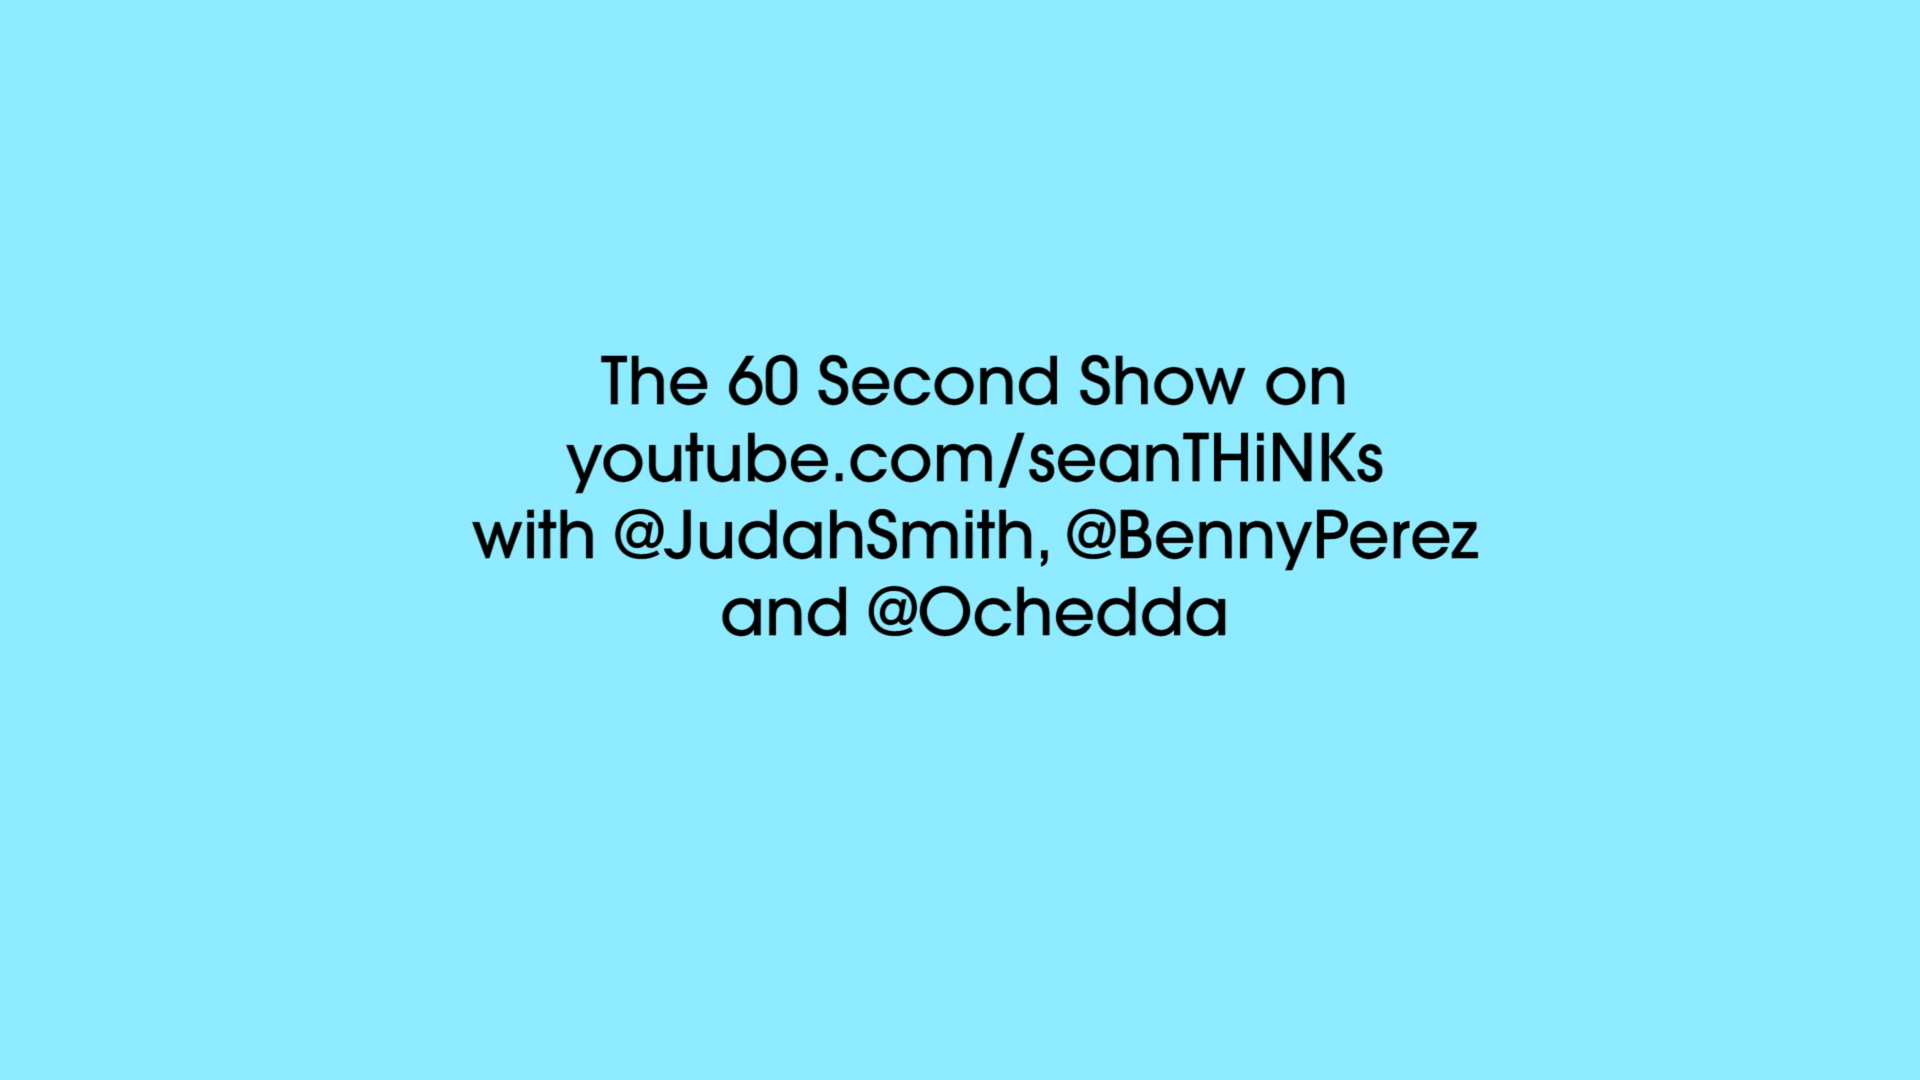 The 60 Second Show on
youtube.com/seanTHiNKs
with @JudahSmith, @BennyPerez
and @Ochedda